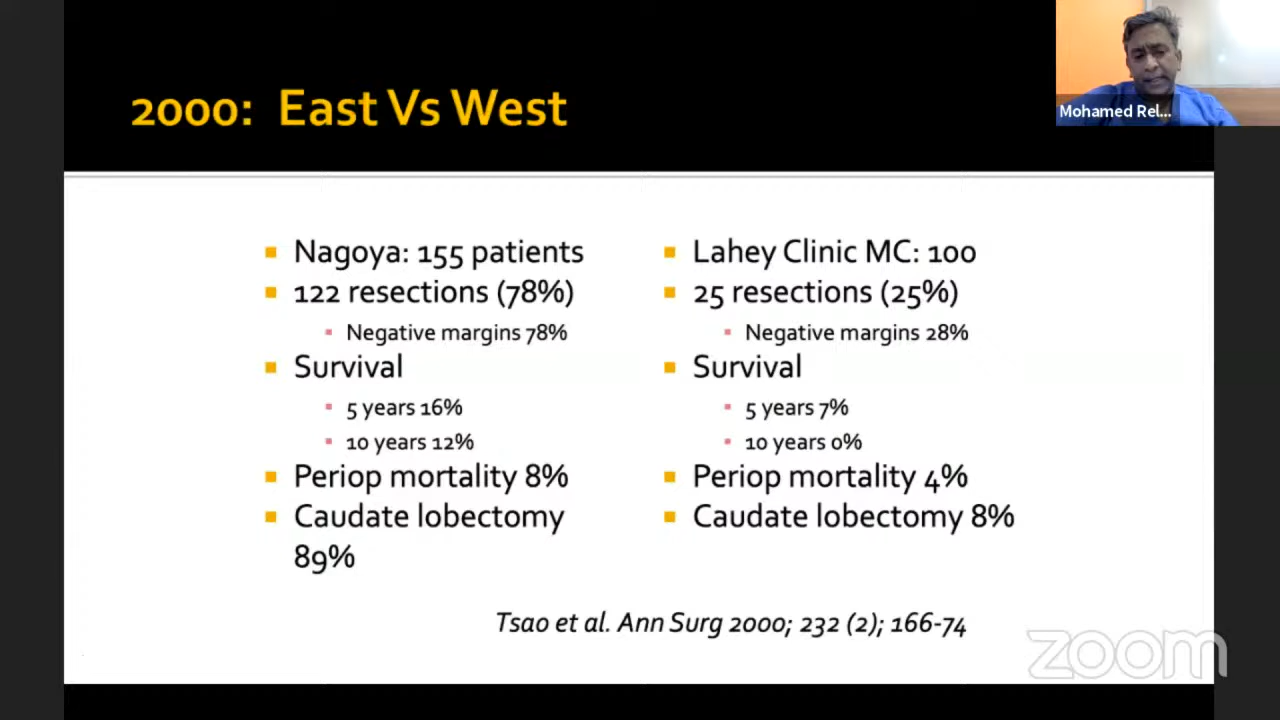 2000: East Vs West
Mohamed Rel...
Nagoya: 155 patients
122 resections (78%)
Negative margins 78%
Survival
5 years 16%
10 years 12%
Periop mortality 8%
Caudate lobectomy
89%
Lahey Clinic MC: 100
25 resections (25%)
Negative margins 28%
Survival
5 years 7%
10 years 0%
Periop mortality 4%
Caudate lobectomy 8%
Tsao et al. Ann Surg 2000; 232 (2); 166-74
zoom